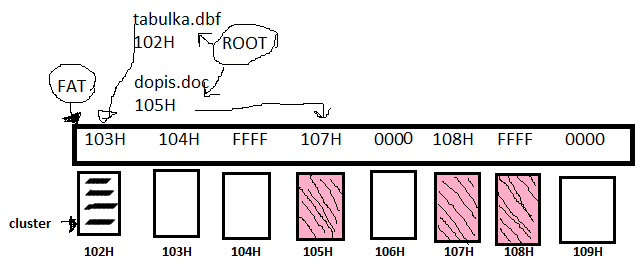 tabulka.dbf
102H
ROOT
dopis.doc
105H
FAT
103H 104H FFFF 107H 0000 108H FFFF 0000
cluster
102H 103H 104H 105H 106H 107H 108H 109H